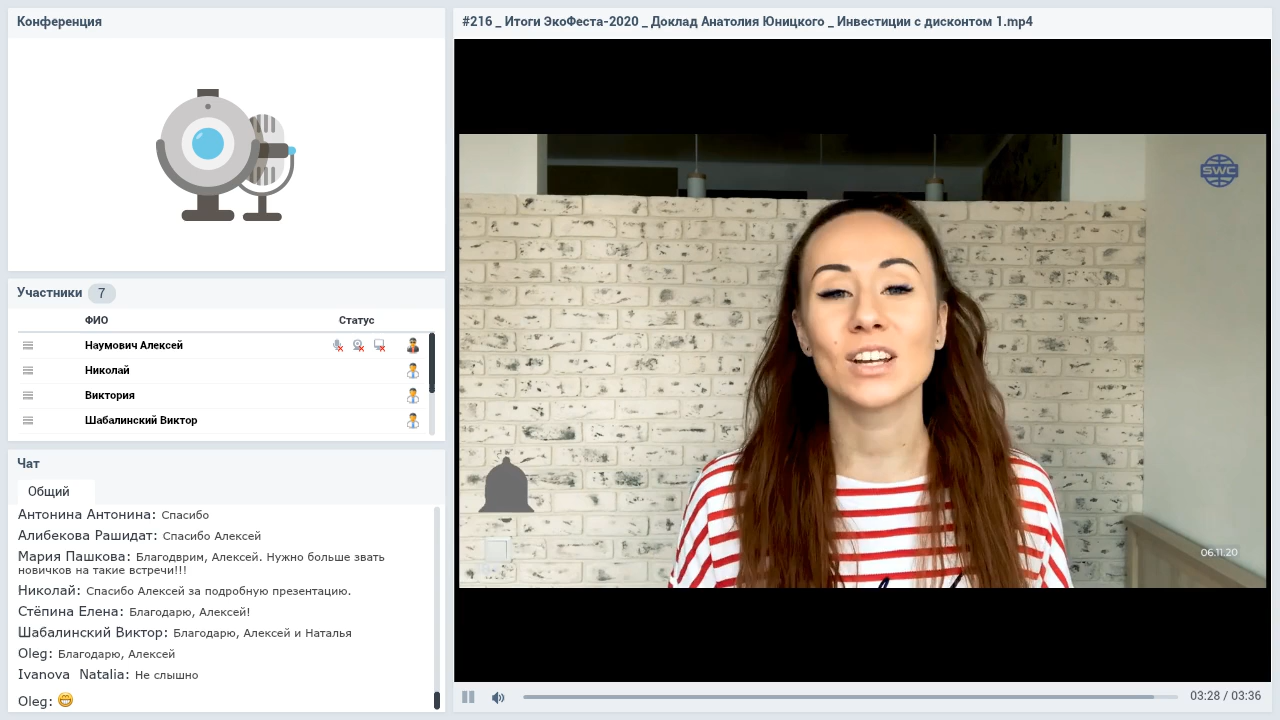 Конференция
#216 _ Итоги ЭкоФеста-2020 _ Доклад Анатолия Юницкого _ Инвестиции с дисконтом 1.mp4
SWC
06.11.20
03:28 / 03:36
Участники 7
ФИО Статус
Наумович Алексей
Николай
Виктория
Шабалинский Виктор
Чат
Общий
Антонина Антонина: Спасибо
Алибекова Рашидат: Спасибо Алексей
Мария Пашкова: Благодврим, Алексей. Нужно больше звать
новичков на такие встречи!!!
Николай: Спасибо Алексей за подробную презентацию.
Стёпина Елена: Благодарю, Алексей!
Шабалинский Виктор: Благодарю, Алексей и Наталья
Oleg: Благодарю, Алексей
Ivanova Natalia: Не слышно
Oleg: 😁